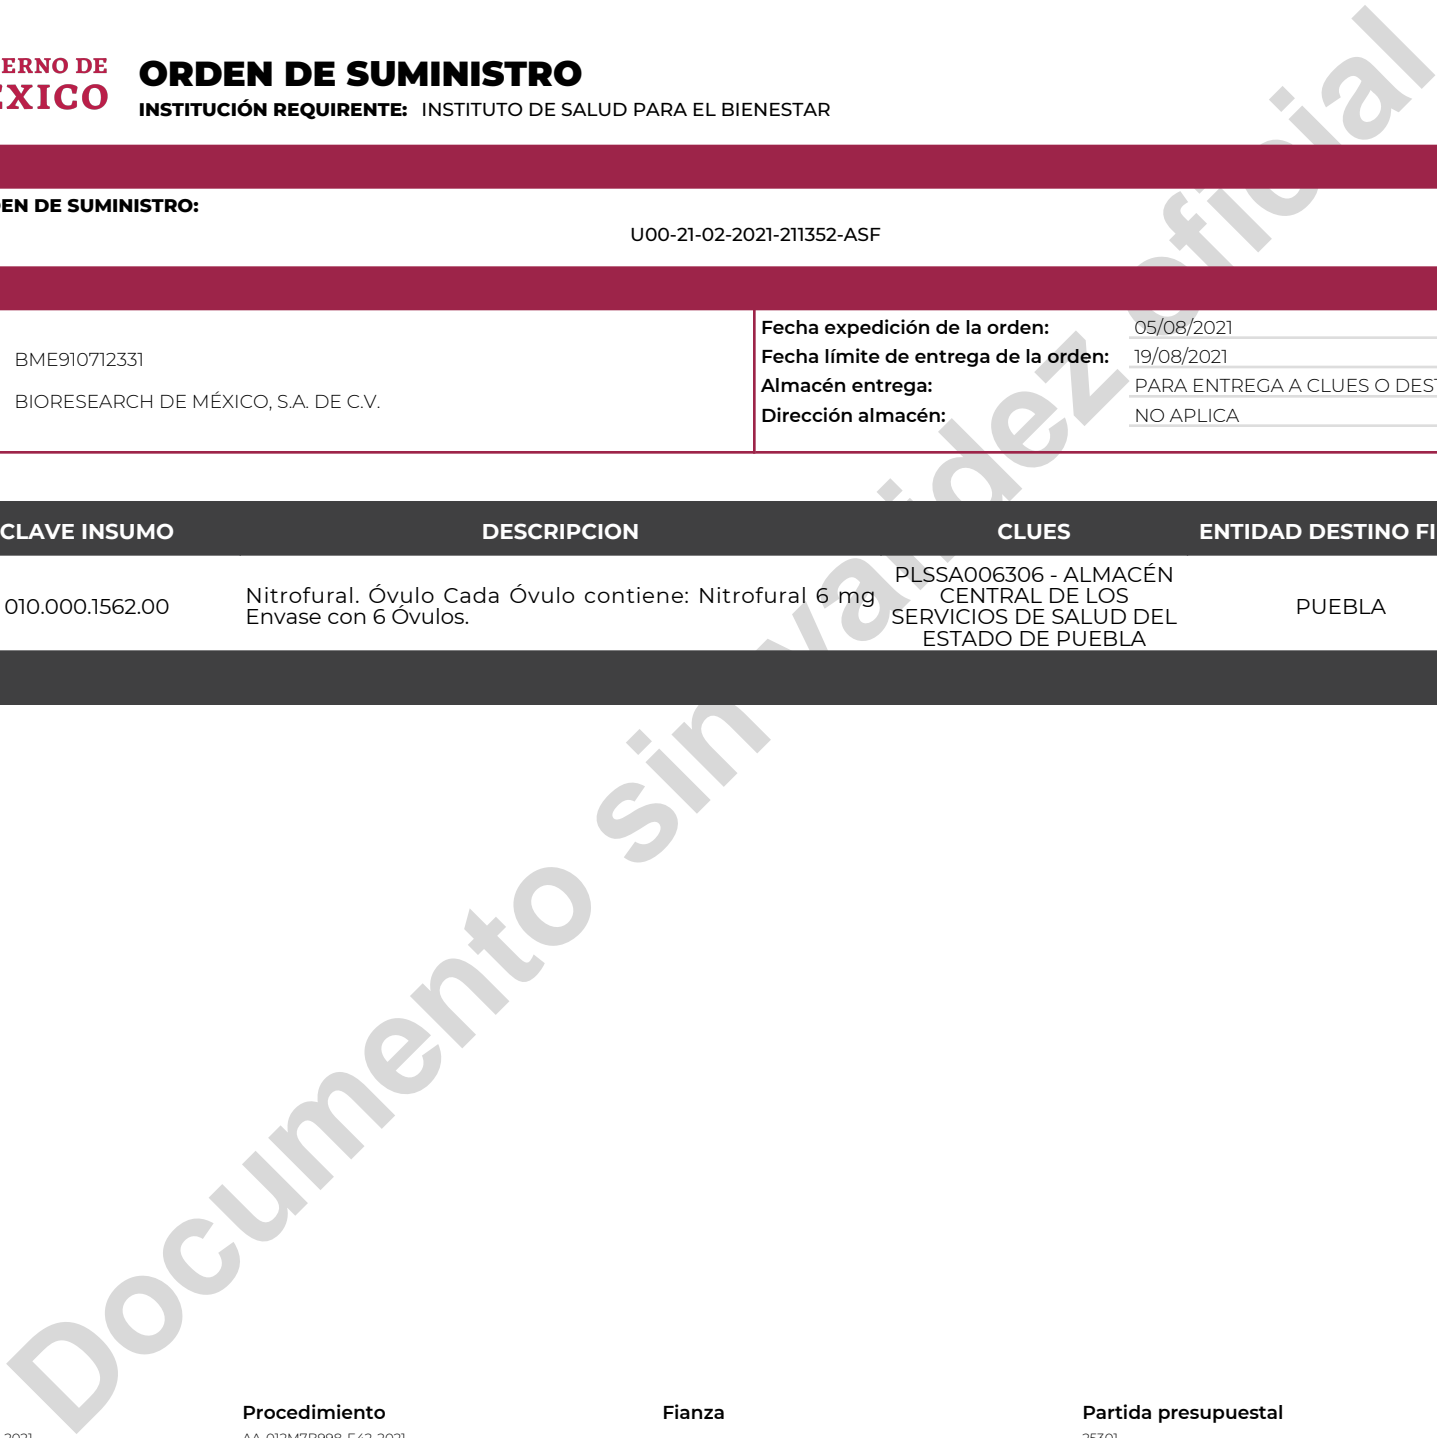 ERNO DE
ÉXICO
ORDEN DE SUMINISTRO
INSTITUCIÓN REQUIRENTE: INSTITUTO DE SALUD PARA EL BIENESTAR
EN DE SUMINISTRO:
U00-21-02-2021-211352-ASF
BME910712331
BIORESEARCH DE MÉXICO, S.A. DE C.V.
Fecha expedición de la orden: 05/08/2021
Fecha límite de entrega de la orden: 19/08/2021
Almacén entrega: PARA ENTREGA A CLUES O DEST
Dirección almacén: NO APLICA
CLAVE INSUMO DESCRIPCION CLUES ENTIDAD DESTINO FI
010.000.1562.00
Nitrofural. Óvulo Cada Óvulo contiene: Nitrofural 6 mg
Envase con 6 Óvulos.
PLSSA006306 - ALMACÉN
CENTRAL DE LOS
SERVICIOS DE SALUD DEL
ESTADO DE PUEBLA
PUEBLA
Documento sin validez oficial
Procedimiento Fianza Partida presupuestal